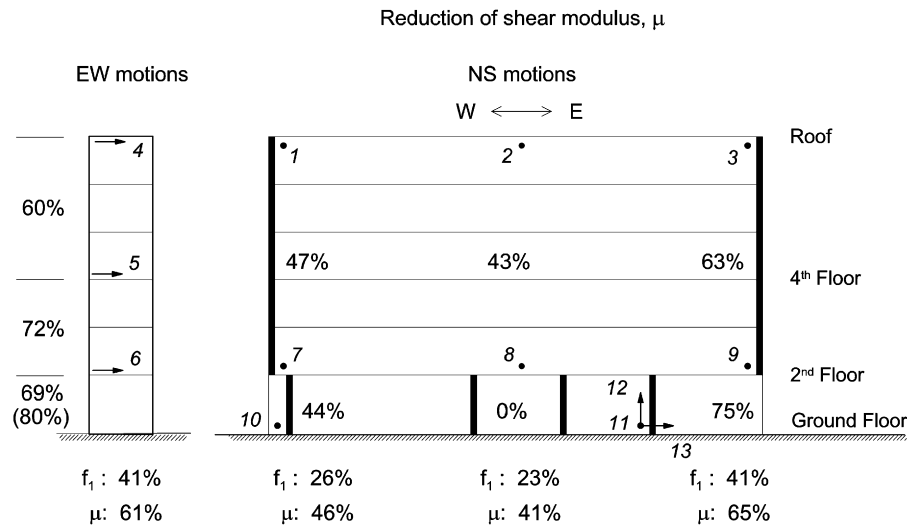 Reduction of shear modulus, μ
EW motions
NS motions
W E
Roof
4
1
2
3
60%
5
47%
43%
63%
4th Floor
72%
6
7
8
9
2nd Floor
69%
(80%)
10
44%
0%
12
11
75%
Ground Floor
13
f1 : 41%
f1 : 26%
f1 : 23%
f1 : 41%
μ: 61%
μ: 46%
μ: 41%
μ: 65%